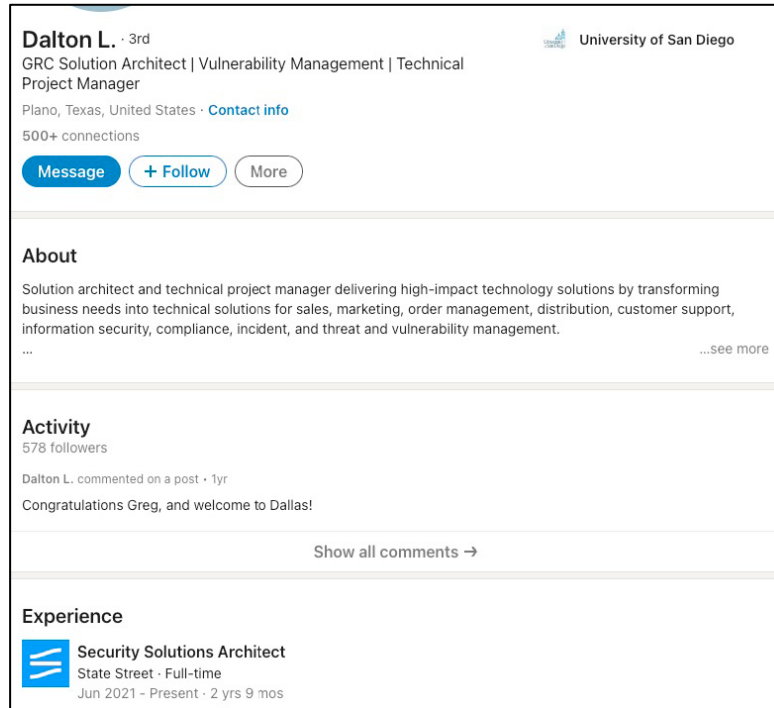 Dalton L. · 3rd
University of San Diego
GRC Solution Architect | Vulnerability Management | Technical
Project Manager
Plano, Texas, United States · Contact info
500+ connections
Message
+ Follow
More
About
Solution architect and technical project manager delivering high-impact technology solutions by transforming
business needs into technical solutions for sales, marketing, order management, distribution, customer support,
information security, compliance, incident, and threat and vulnerability management.
...
...see more
Activity
578 followers
Dalton L. commented on a post • 1yr
Congratulations Greg, and welcome to Dallas!
Show all comments →
Experience
Security Solutions Architect
State Street · Full-time
Jun 2021 - Present · 2 yrs 9 mos